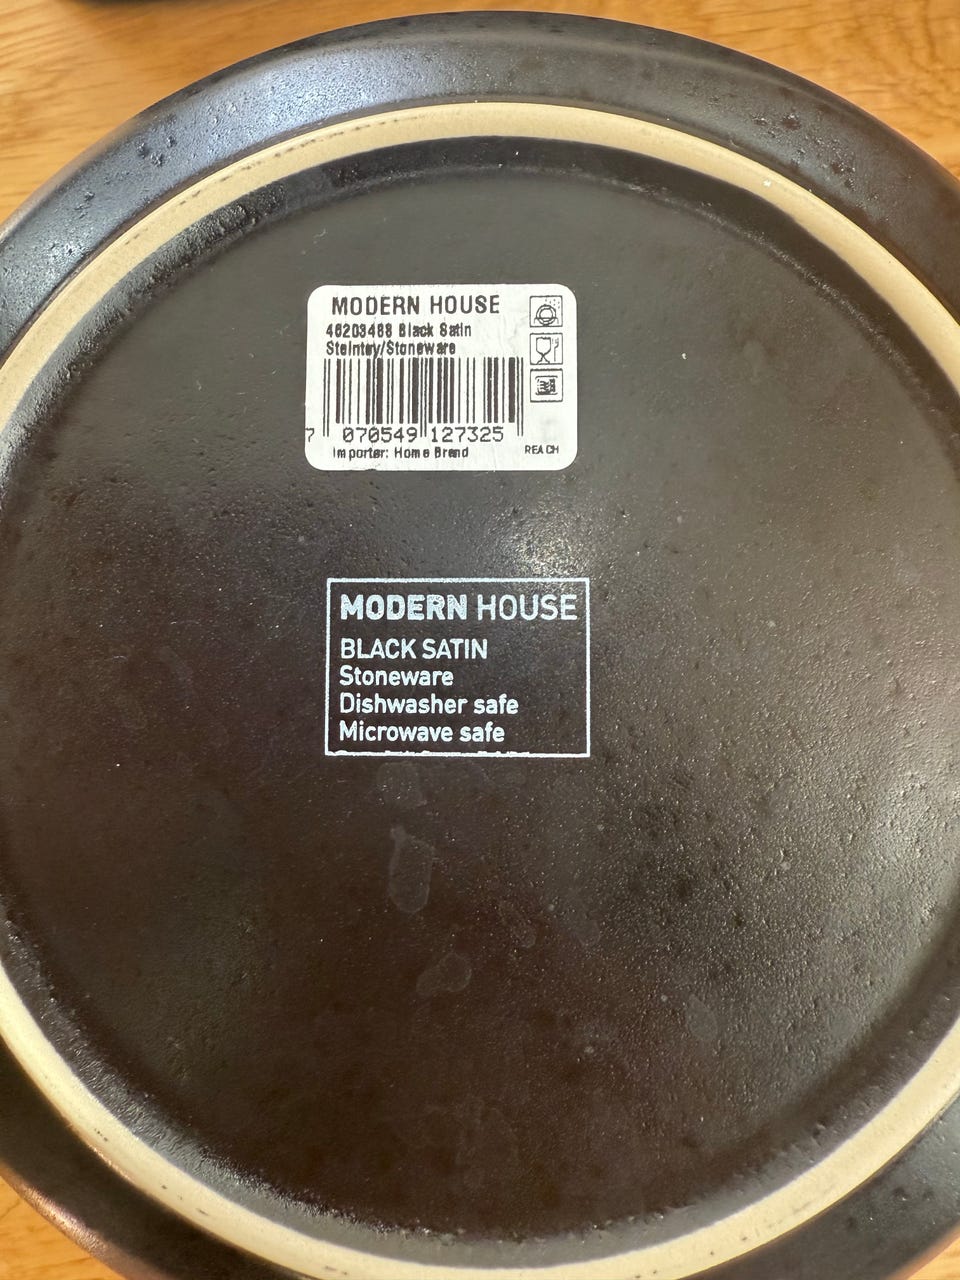 MODERN HOUSE
46203488 Black Satin
Steintøy/Stoneware
7 070549 127325
Importer: Home Brend
REACH
MODERN HOUSE
BLACK SATIN
Stoneware
Dishwasher safe
Microwave safe